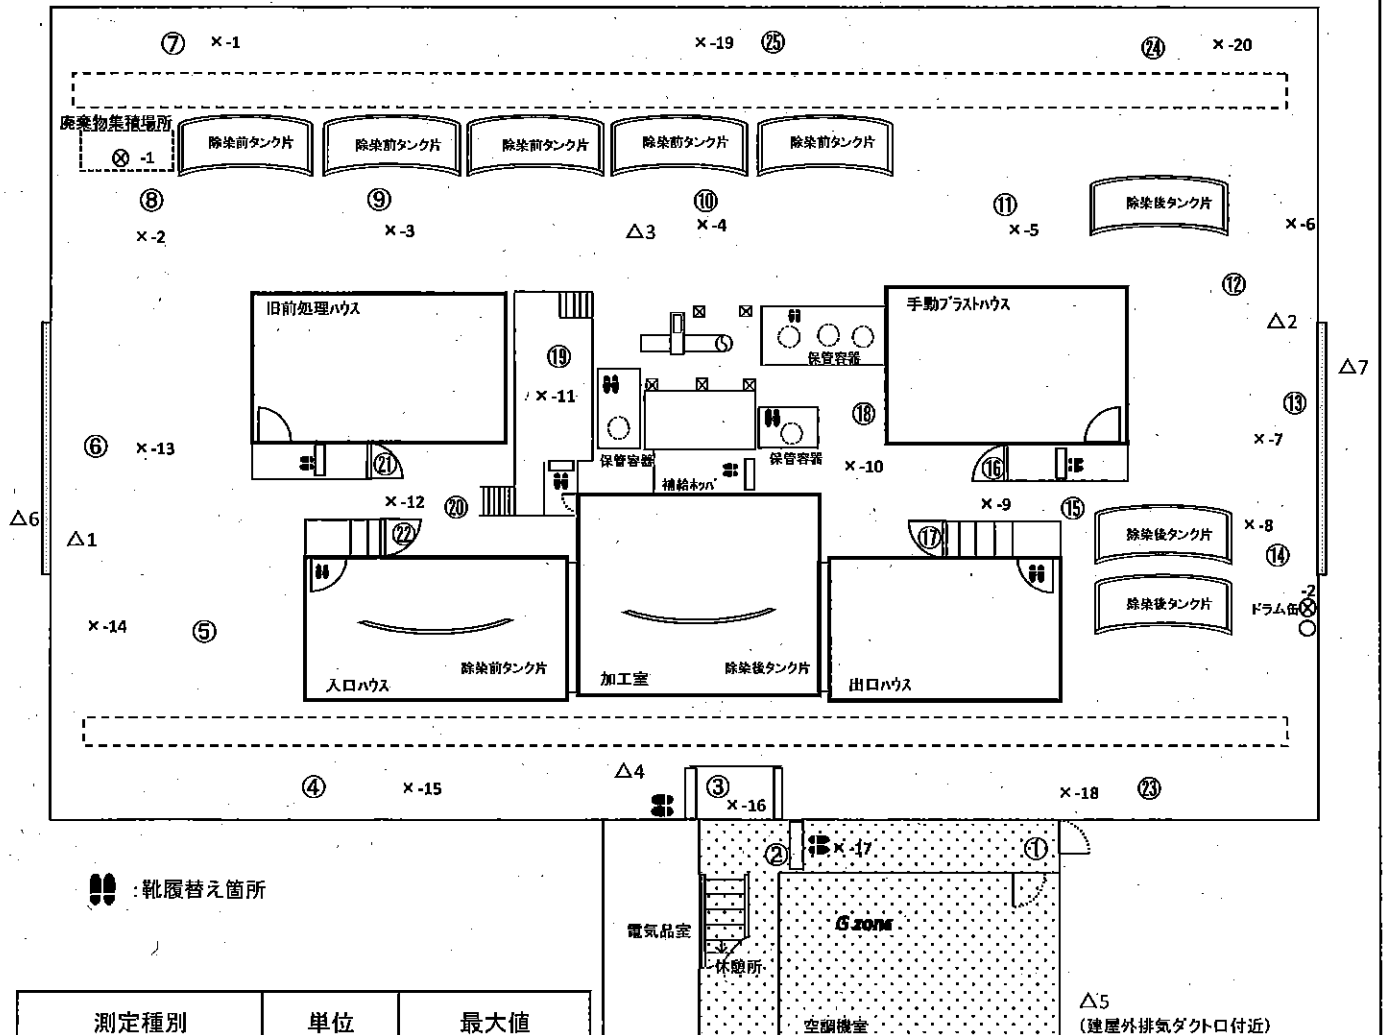 ⑦ ×-1 ×-19 ㉕ ㉔ ×-20
廃棄物集積場所
⊗ -1
除染前タンク片 除染前タンク片 除染前タンク片 除染前タンク片 除染前タンク片
除染後タンク片
⑧ ⑨ ⑩ ⑪
×-2 ×-3 △3 ×-4 ×-5 ×-6
⑫
旧前処理ハウス
手動ブラストハウス
△2
保管容器
⑲
△7
×-11
⑱ ⑬
⑥ ×-13 ×-7
㉑ 保管容器 保管容器 ×-10 ⑯
補給ホッパ
×-12 ⑳ ×-9 ⑮
△6 △1 ㉒ ⑰ 除染後タンク片 ×-8
⑭
-2
除染後タンク片 ドラム缶
×-14 ⑤
除染前タンク片 除染後タンク片
入口ハウス 加工室 出口ハウス
④ ×-15 △4 ③ ×-16 ×-18 ㉓
② ×-17 ①
:靴履替え箇所
電気品室 G zone
休憩所
測定種別 単位 最大値
空調機室
△5
(建屋外排気ダクト口付近)